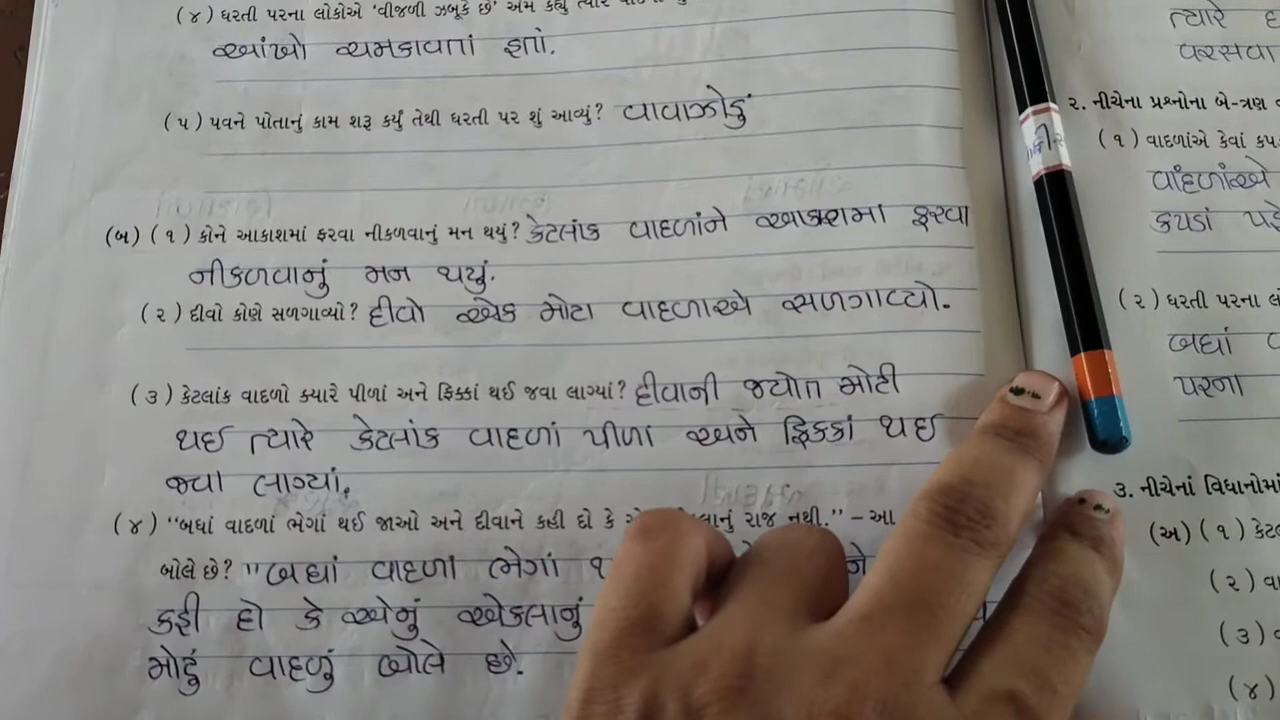 (૪) ધરતી પરના લોકોએ 'વીજળી ઝબૂકે છે' એમ કહ્યું ત્યારે
આંખો ચમકાવતાં હતાં.
(૫) પવને પોતાનું કામ શરૂ કર્યું તેથી ધરતી પર શું આવ્યું? વાવાઝોડું
(બ) (૧) કોને આકાશમાં ફરવા નીકળવાનું મન થયું? કેટલાંક વાદળાંને આકાશમા ફરવા
નીકળવાનું મન થયું.
(૨) દીવો કોણે સળગાવ્યો? દીવો એક મોટા વાદળાએ સળગાવ્યો.
(૩) કેટલાંક વાદળો ક્યારે પીળાં અને ફિક્કાં થઈ જવા લાગ્યાં? દીવાની જ્યોત મોટી
થઈ ત્યારે કેટલાંક વાદળાં પીળા અને ફિક્કાં થઈ
જવા લાગ્યાં.
(૪) "બધાં વાદળાં ભેગાં થઈ જાઓ અને દીવાને કહી દો કે રાજ નથી." – આ
બોલે છે? "બધાં વાદળા ભેગાં
કહી દો કે એનું એકલાનું
મોટું વાદળું બોલે છે.
ત્યારે
વરસવા
૨. નીચેના પ્રશ્નોના બે-ત્રણ
(૧) વાદળાંએ કેવાં
વાદળાંએ
કપડાં
(૨) ધરતી પરના
બધાં
પરના
૩. નીચેનાં વિધાનોમાં
(અ) (૧)
(૨)
(૩)
(૪)